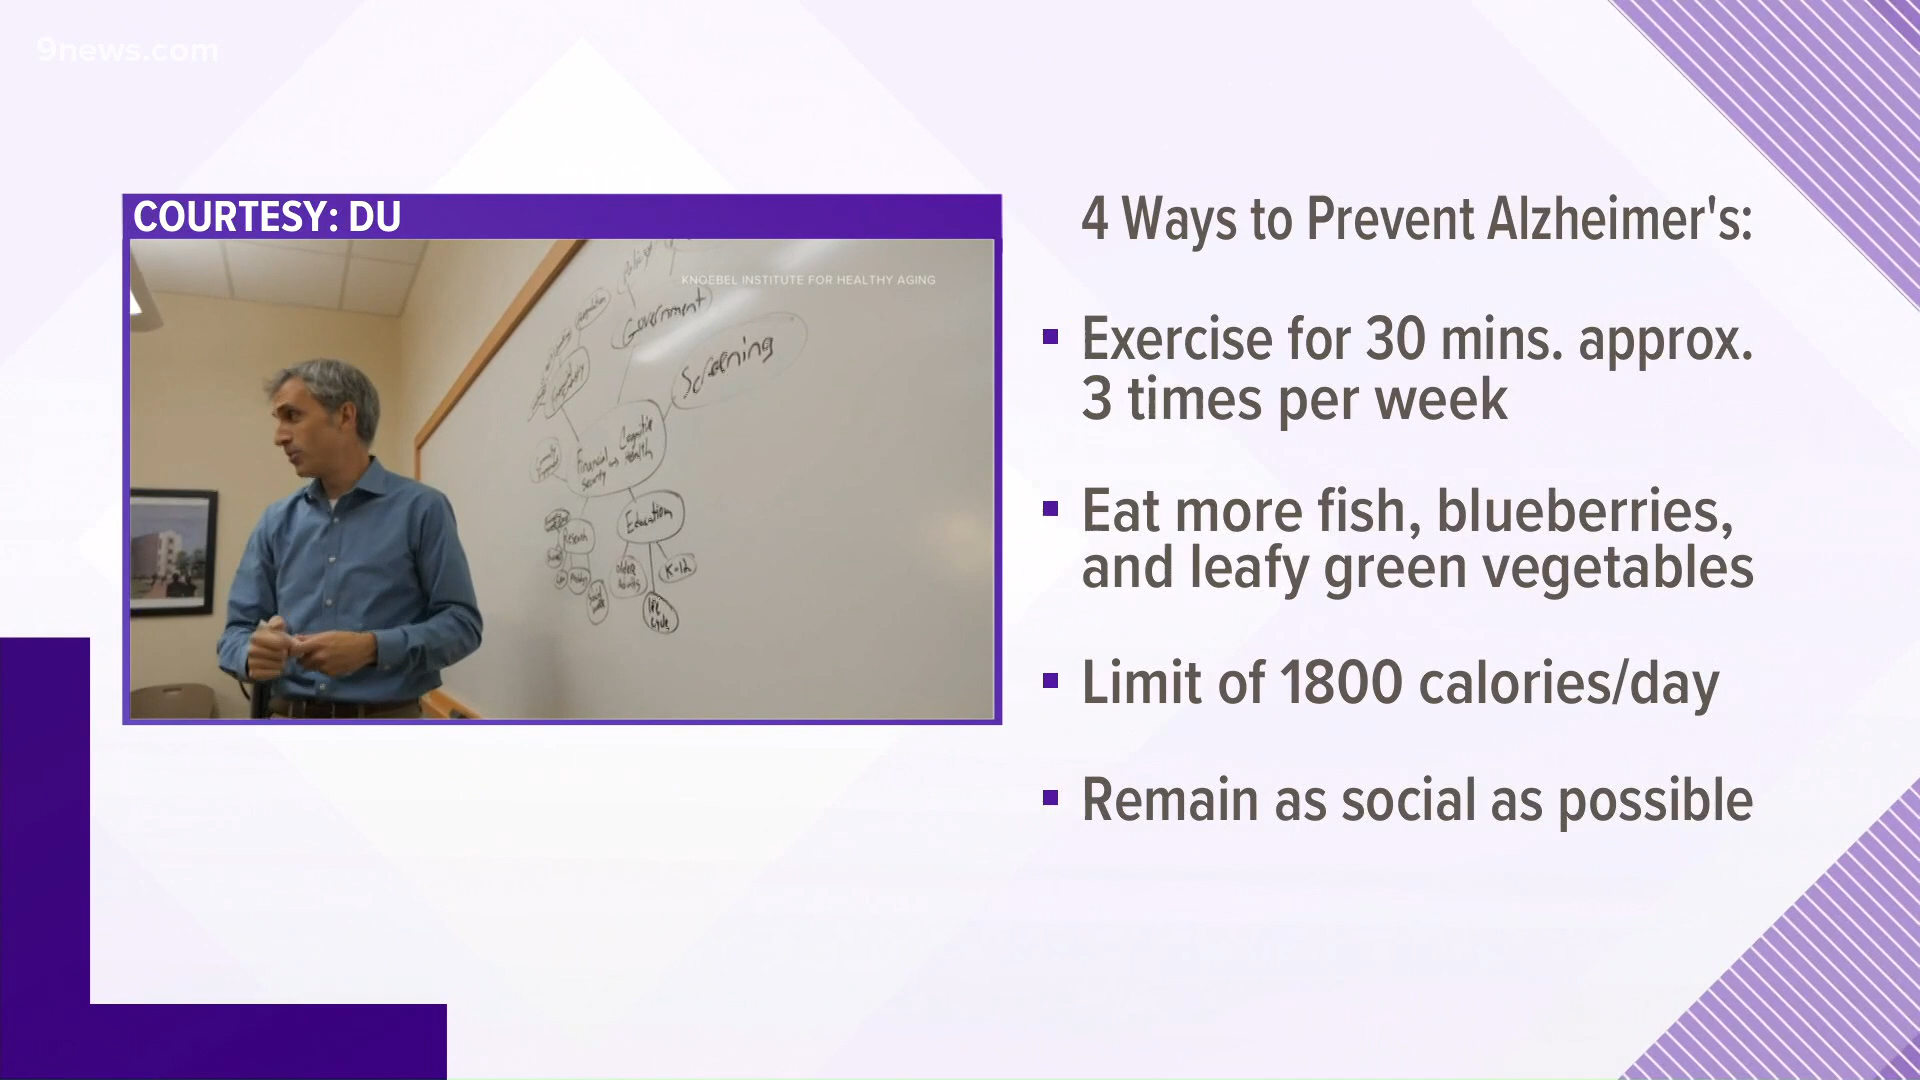 9news.com
COURTESY: DU
KNOEBEL INSTITUTE FOR HEALTHY AGING
Government
Screening
Cognitive
Financial and Health
Security
Education
Research
K-12
life
cycle
4 Ways to Prevent Alzheimer's:
Exercise for 30 mins. approx.
3 times per week
Eat more fish, blueberries,
and leafy green vegetables
Limit of 1800 calories/day
Remain as social as possible